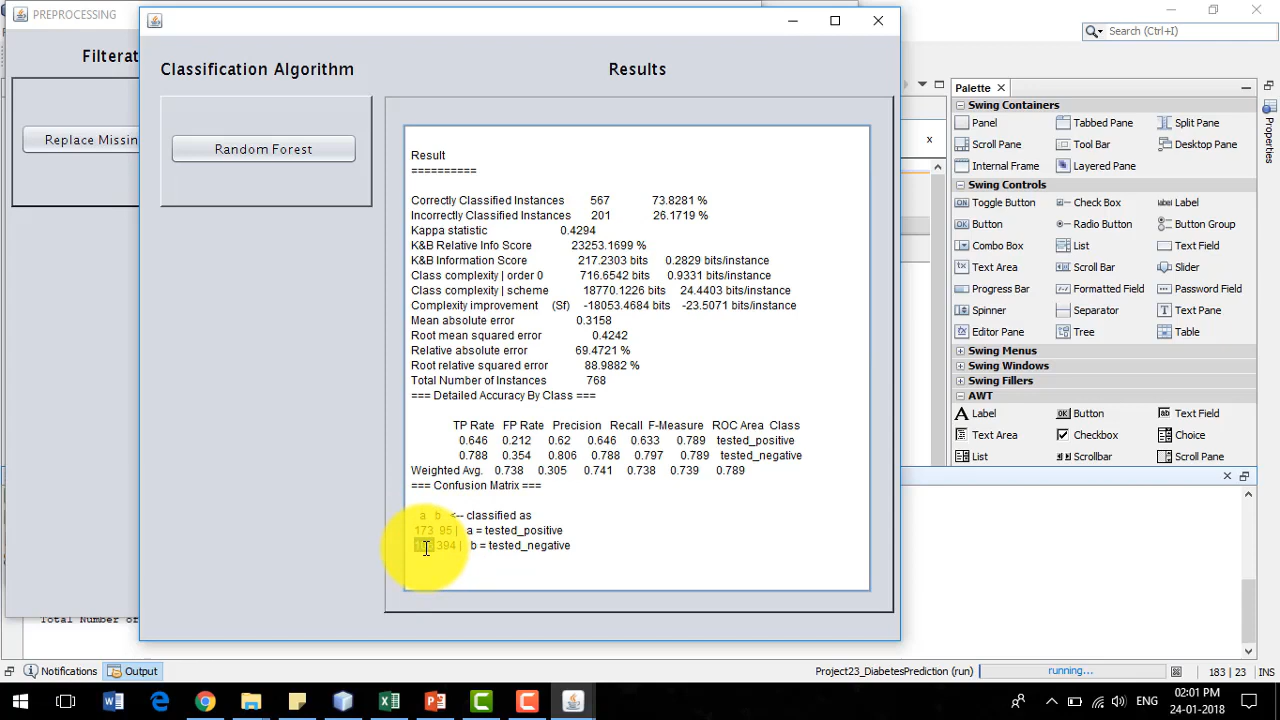 PREPROCESSING
Search (Ctrl+I)
Filterat
Replace Missin
Classification Algorithm
Random Forest
Results
Result
==========
Correctly Classified Instances 567 73.8281 %
Incorrectly Classified Instances 201 26.1719 %
Kappa statistic 0.4294
K&B Relative Info Score 23253.1699 %
K&B Information Score 217.2303 bits 0.2829 bits/instance
Class complexity | order 0 716.6542 bits 0.9331 bits/instance
Class complexity | scheme 18770.1226 bits 24.4403 bits/instance
Complexity improvement (Sf) -18053.4684 bits -23.5071 bits/instance
Mean absolute error 0.3158
Root mean squared error 0.4242
Relative absolute error 69.4721 %
Root relative squared error 88.9882 %
Total Number of Instances 768
=== Detailed Accuracy By Class ===
TP Rate FP Rate Precision Recall F-Measure ROC Area Class
0.646 0.212 0.62 0.646 0.633 0.789 tested_positive
0.788 0.354 0.806 0.788 0.797 0.789 tested_negative
Weighted Avg. 0.738 0.305 0.741 0.738 0.739 0.789
=== Confusion Matrix ===
a b <-- classified as
173 95 | a = tested_positive
394 | b = tested_negative
Palette
Swing Containers
Panel Tabbed Pane Split Pane
Scroll Pane Tool Bar Desktop Pane
Internal Frame Layered Pane
Swing Controls
Toggle Button Check Box Label
Button Radio Button Button Group
Combo Box List Text Field
Text Area Scroll Bar Slider
Progress Bar Formatted Field Password Field
Spinner Separator Text Pane
Editor Pane Tree Table
Swing Menus
Swing Windows
Swing Fillers
AWT
Label Button Text Field
Text Area Checkbox Choice
List Scrollbar Scroll Pane
Properties
Total Number of
Notifications Output Project23_DiabetesPrediction (run) running... 183 | 23 INS
ENG 02:01 PM
24-01-2018